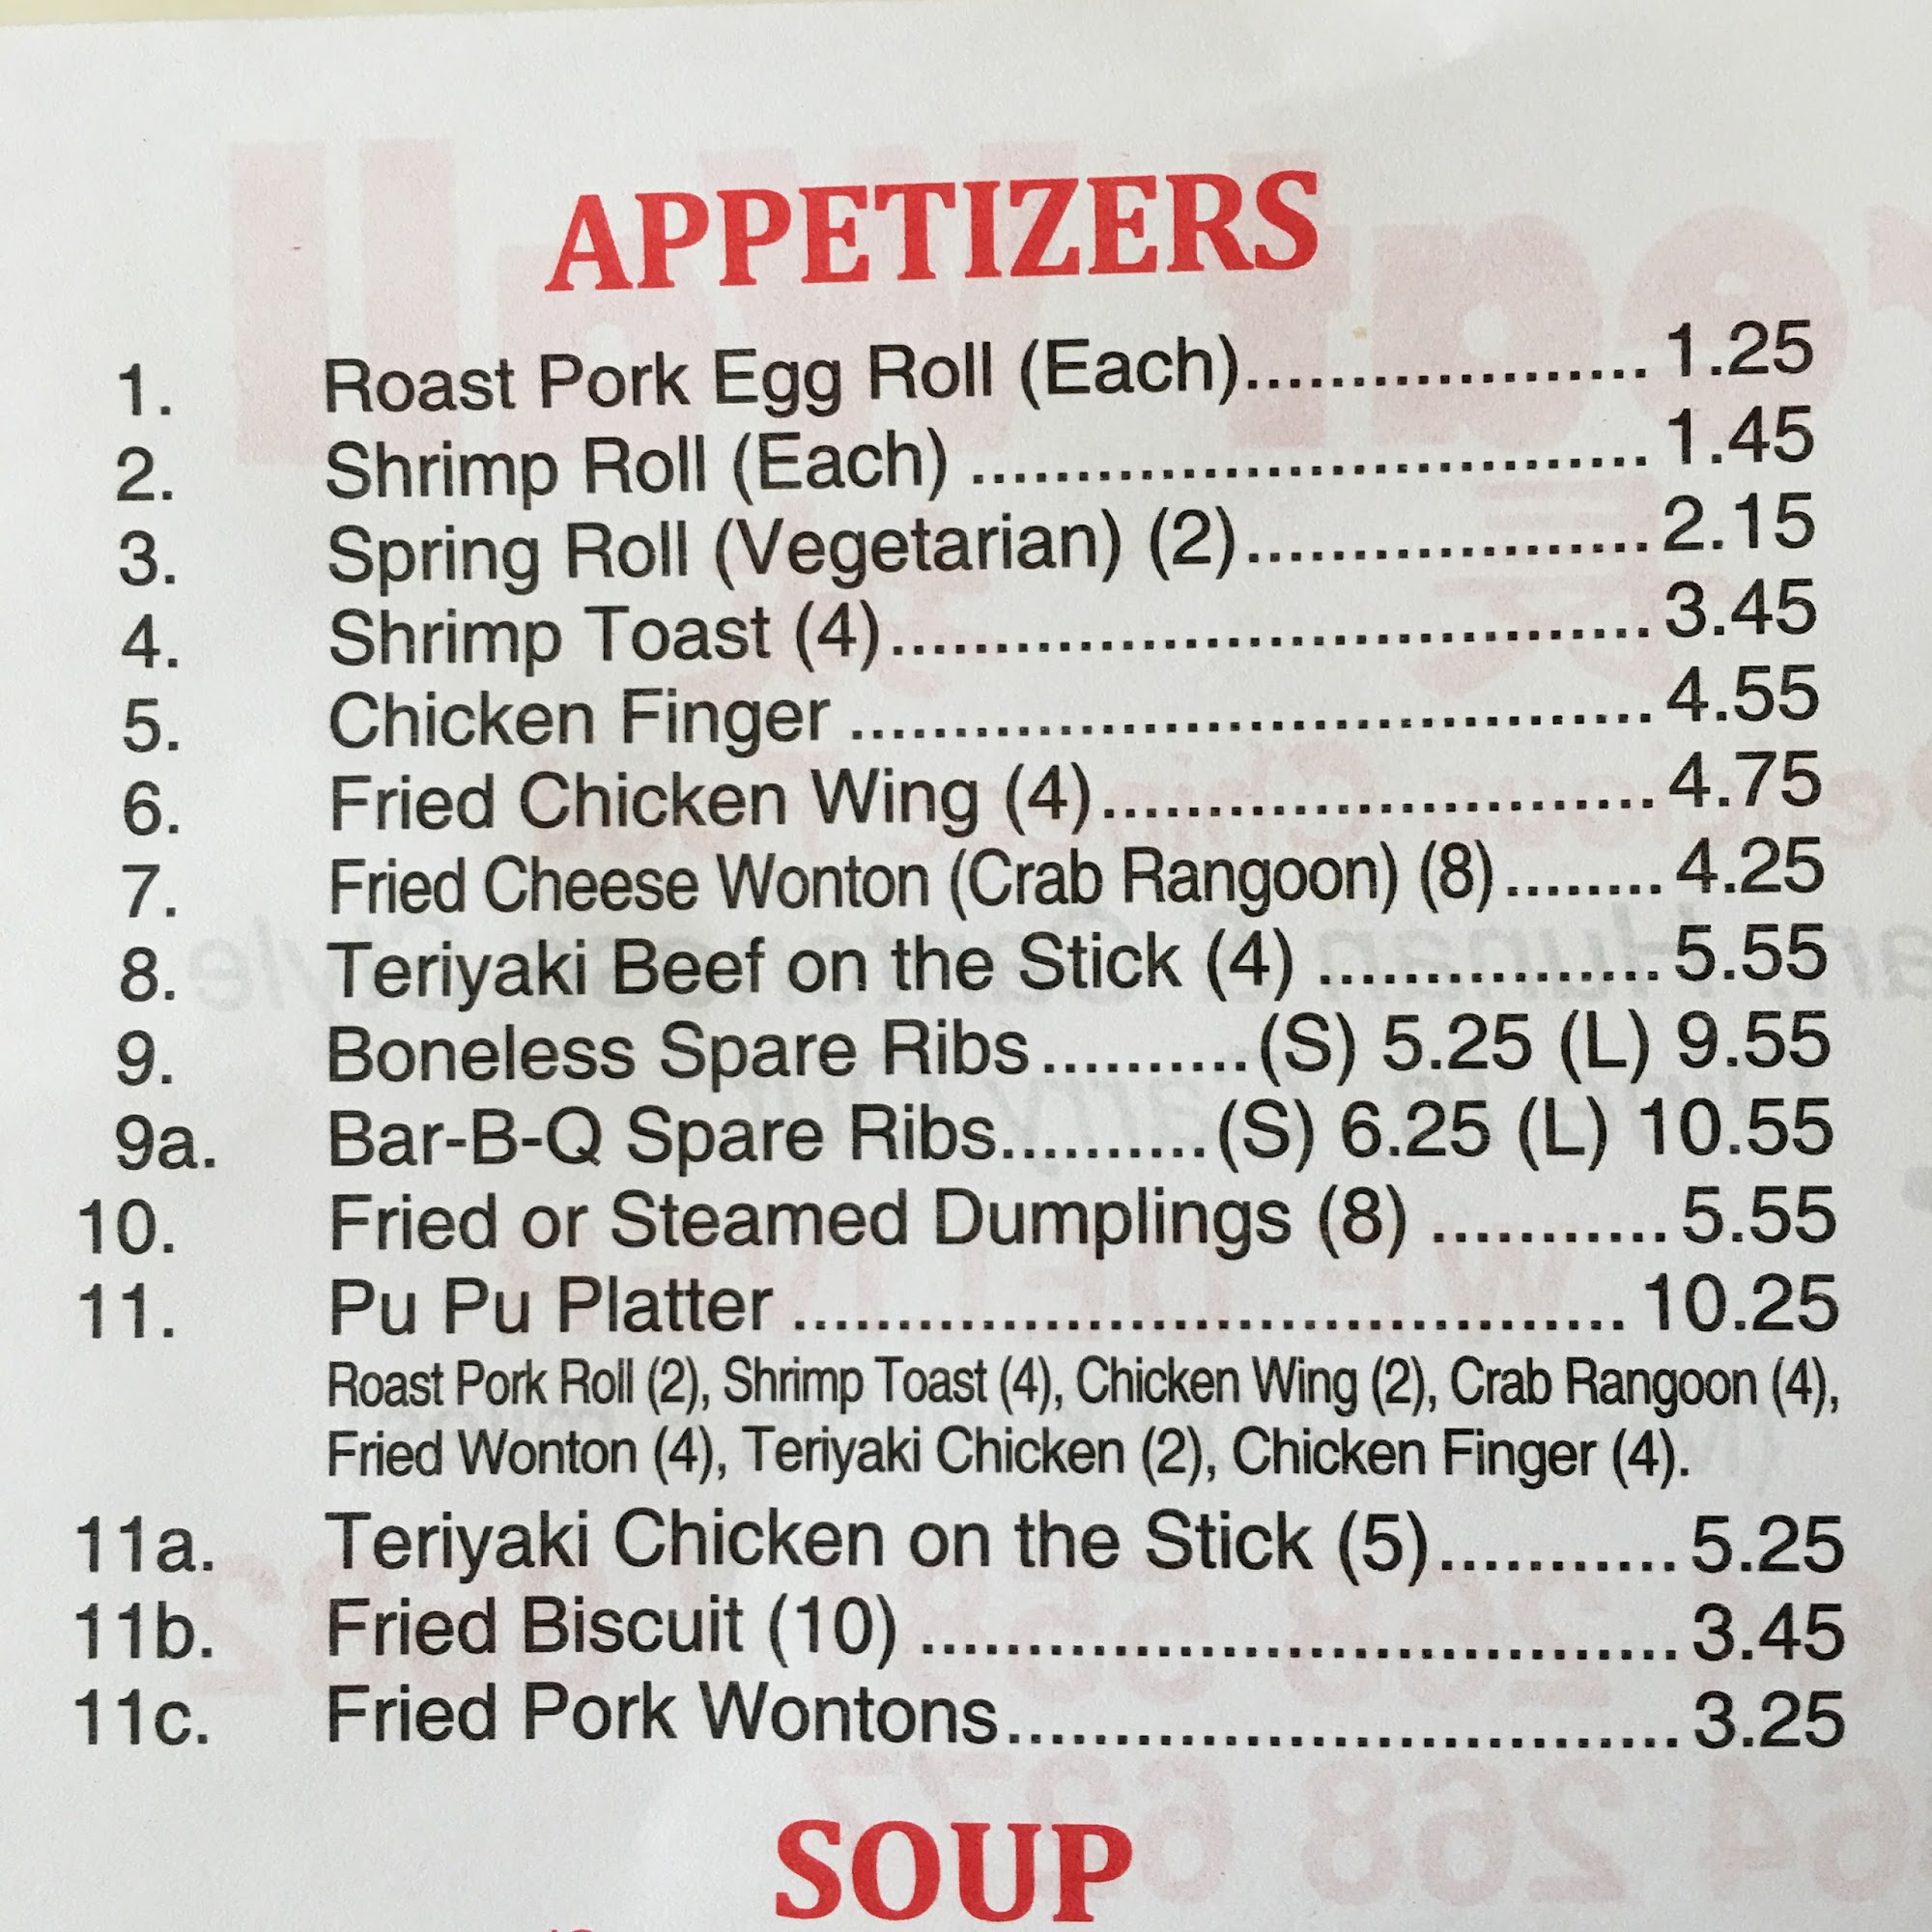 APPETIZERS
1. Roast Pork Egg Roll (Each)................... 1.25
2. Shrimp Roll (Each) ................................ 1.45
3. Spring Roll (Vegetarian) (2)................... 2.15
4. Shrimp Toast (4).................................... 3.45
5. Chicken Finger ...................................... 4.55
6. Fried Chicken Wing (4).......................... 4.75
7. Fried Cheese Wonton (Crab Rangoon) (8)........ 4.25
8. Teriyaki Beef on the Stick (4) ................ 5.55
9. Boneless Spare Ribs..........(S) 5.25 (L) 9.55
9a. Bar-B-Q Spare Ribs..........(S) 6.25 (L) 10.55
10. Fried or Steamed Dumplings (8) ........... 5.55
11. Pu Pu Platter ........................................ 10.25
Roast Pork Roll (2), Shrimp Toast (4), Chicken Wing (2), Crab Rangoon (4),
Fried Wonton (4), Teriyaki Chicken (2), Chicken Finger (4).
11a. Teriyaki Chicken on the Stick (5)........... 5.25
11b. Fried Biscuit (10) .................................... 3.45
11c. Fried Pork Wontons................................ 3.25
SOUP